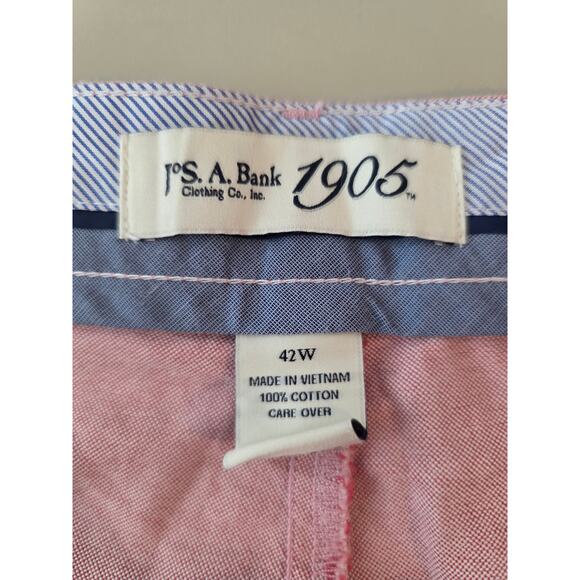 JoS. A. Bank 1905 ™
Clothing Co., Inc.
42W
MADE IN VIETNAM
100% COTTON
CARE OVER